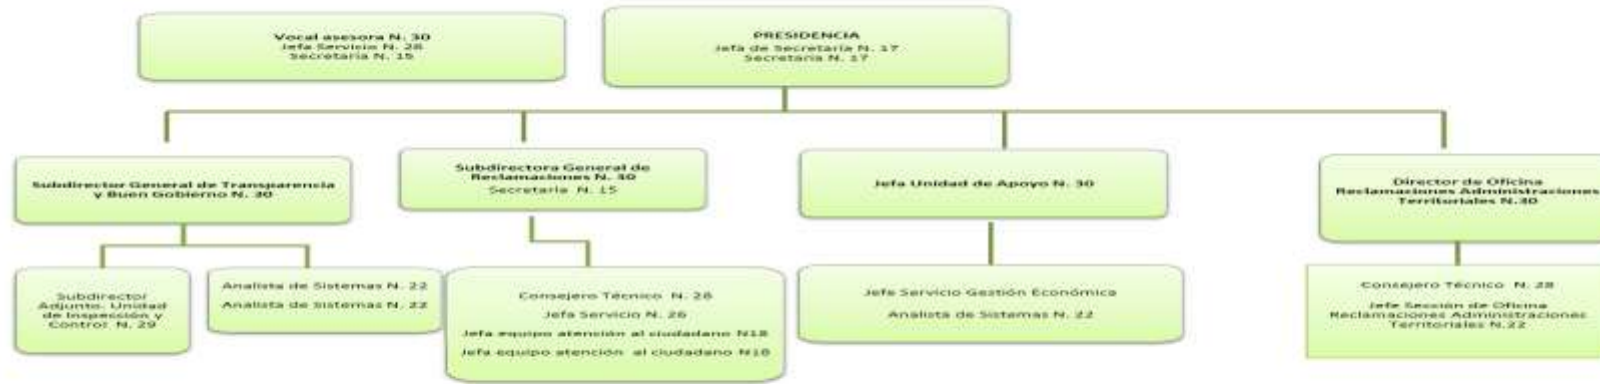 Vocal asesora N. 30
Jefa Servicio N. 28
Secretaria N. 15
PRESIDENCIA
Jefa de Secretaría N. 17
Secretaria N. 17
Subdirector General de Transparencia
y Buen Gobierno N. 30
Subdirectora General de
Reclamaciones N. 30
Secretaria N. 15
Jefa Unidad de Apoyo N. 30
Director de Oficina
Reclamaciones Administraciones
Territoriales N.30
Subdirector
Adjunto. Unidad
de Inspección y
Control N. 29
Analista de Sistemas N. 22
Analista de Sistemas N. 22
Consejero Técnico N. 28
Jefa Servicio N. 26
Jefa equipo atención al ciudadano N18
Jefa equipo atención al ciudadano N18
Jefe Servicio Gestión Económica
Analista de Sistemas N. 22
Consejero Técnico N. 28
Jefe Sección de Oficina
Reclamaciones Administraciones
Territoriales N.22